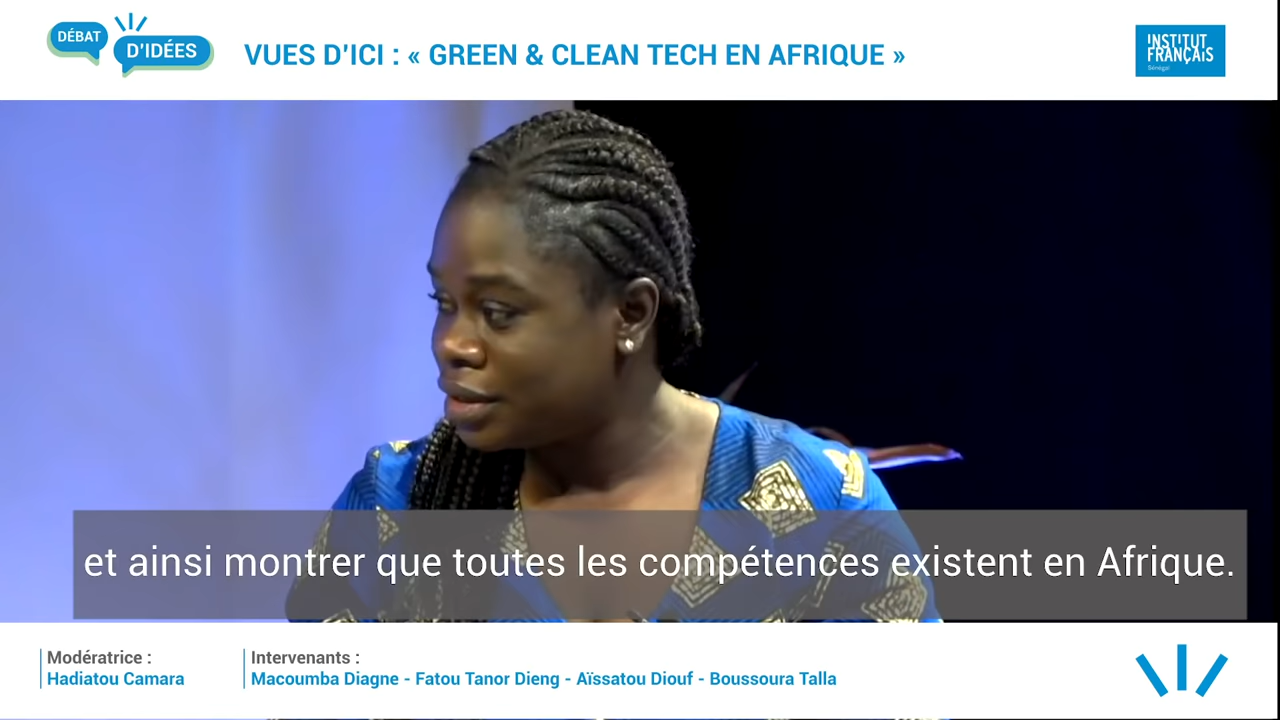 DÉBAT
D'IDÉES
VUES D'ICI : « GREEN & CLEAN TECH EN AFRIQUE »
INSTITUT
FRANÇAIS
Sénégal
et ainsi montrer que toutes les compétences existent en Afrique.
Modératrice :
Hadiatou Camara
Intervenants :
Macoumba Diagne - Fatou Tanor Dieng - Aïssatou Diouf - Boussoura Talla